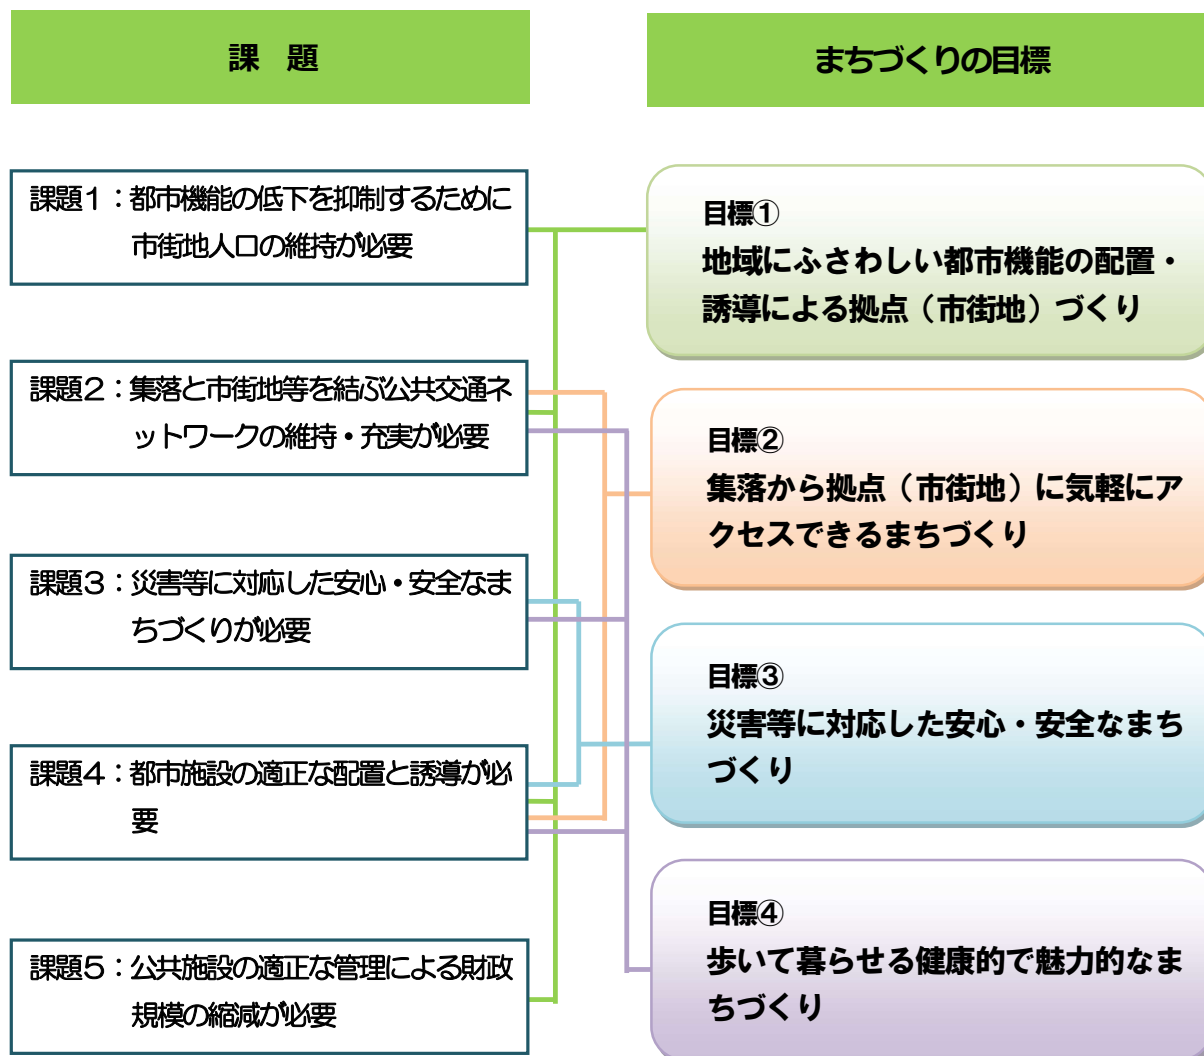 課　題
まちづくりの目標
課題１：都市機能の低下を抑制するために
市街地人口の維持が必要
課題２：集落と市街地等を結ぶ公共交通ネ
ットワークの維持・充実が必要
課題３：災害等に対応した安心・安全なま
ちづくりが必要
課題４：都市施設の適正な配置と誘導が必
要
課題５：公共施設の適正な管理による財政
規模の縮減が必要
目標①
地域にふさわしい都市機能の配置・
誘導による拠点（市街地）づくり
目標②
集落から拠点（市街地）に気軽にア
クセスできるまちづくり
目標③
災害等に対応した安心・安全なまち
づくり
目標④
歩いて暮らせる健康的で魅力的なま
ちづくり